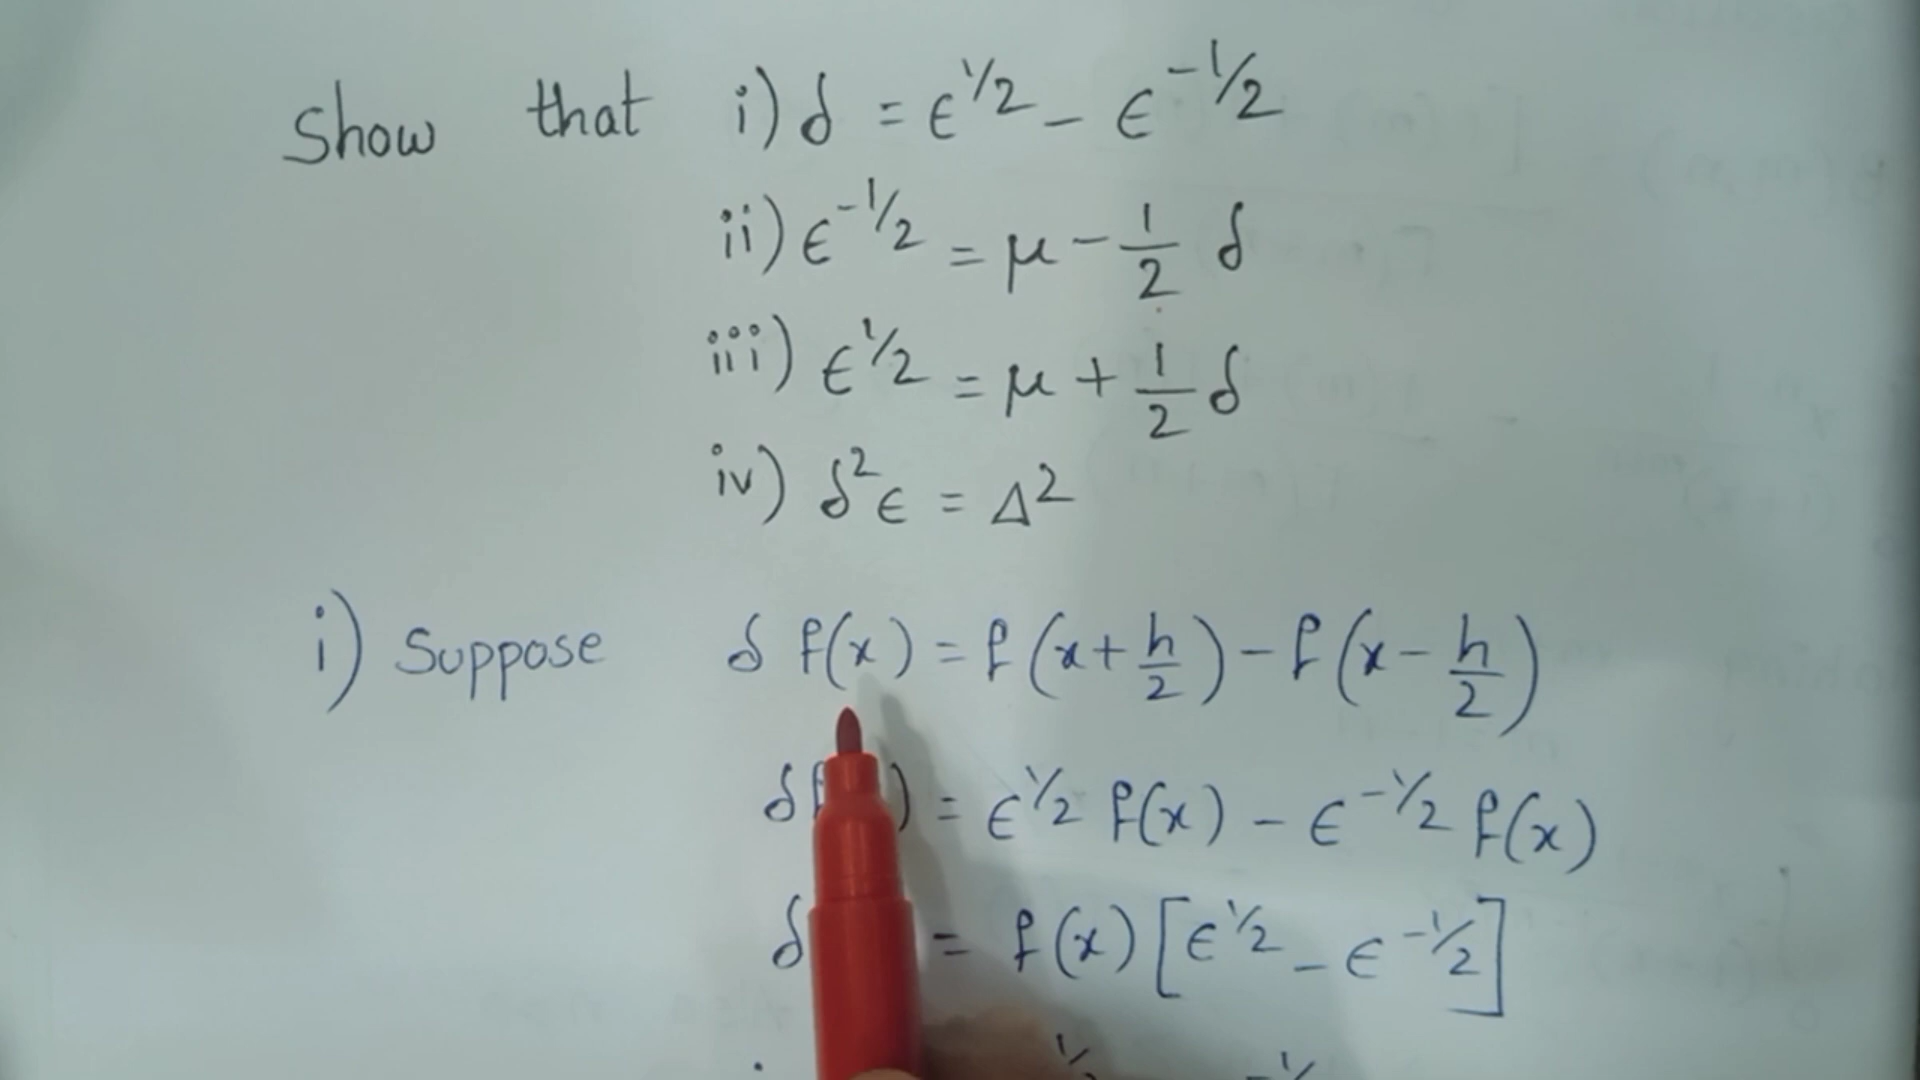 Show that i) δ = ϵ^1/2 - ϵ^-1/2
ii) ϵ^-1/2 = μ - 1/2 δ
iii) ϵ^1/2 = μ + 1/2 δ
iv) δ²ϵ = Δ²
i) Suppose δ f(x) = f(x + h/2) - f(x - h/2)
δ f ) = ϵ^1/2 f(x) - ϵ^-1/2 f(x)
δ = f(x) [ϵ^1/2 - ϵ^-1/2]